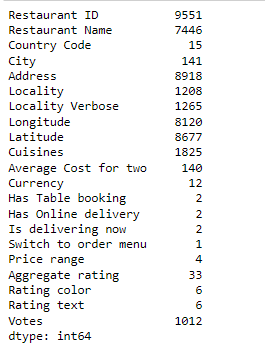 Restaurant ID 9551
Restaurant Name 7446
Country Code 15
City 141
Address 8918
Locality 1208
Locality Verbose 1265
Longitude 8120
Latitude 8677
Cuisines 1825
Average Cost for two 140
Currency 12
Has Table booking 2
Has Online delivery 2
Is delivering now 2
Switch to order menu 1
Price range 4
Aggregate rating 33
Rating color 6
Rating text 6
Votes 1012
dtype: int64